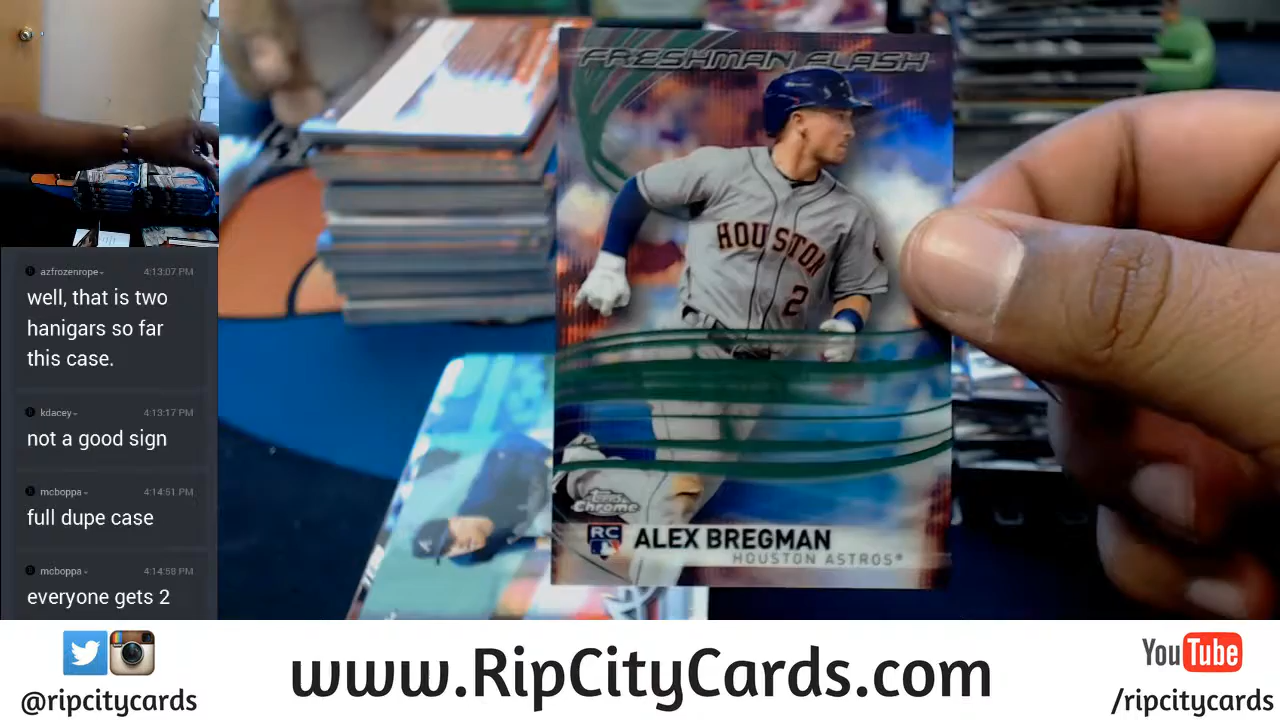 azfrozenrope 4:13:07 PM
well, that is two
hanigars so far
this case.
kdacey 4:13:17 PM
not a good sign
mcboppa 4:14:51 PM
full dupe case
mcboppa 4:14:58 PM
everyone gets 2
FRESHMAN FLASH
HOUSTON
2
Topps
Chrome
RC
ALEX BREGMAN
HOUSTON ASTROS®
@ripcitycards
www.RipCityCards.com
YouTube
/ripcitycards